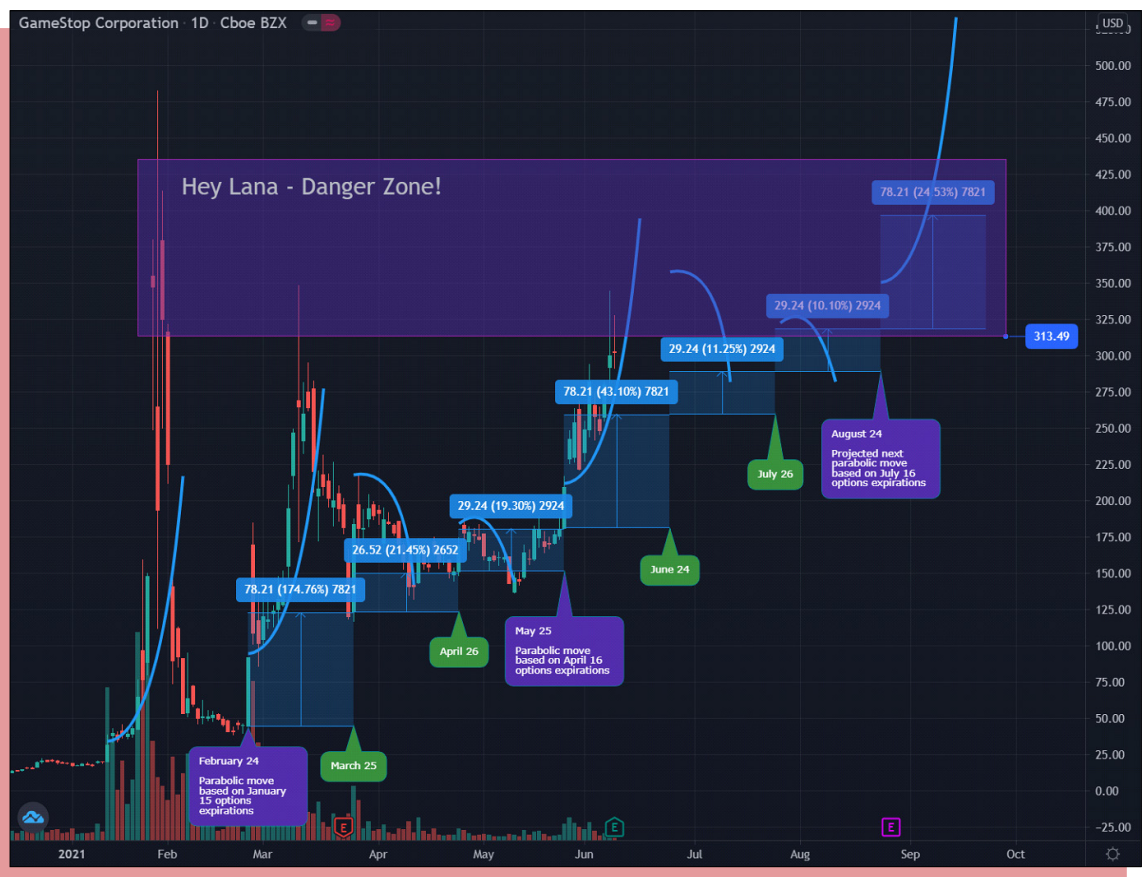 GameStop Corporation · 1D · Cboe BZX
USD
500.00
475.00
450.00
425.00
400.00
375.00
350.00
325.00
313.49
300.00
275.00
250.00
225.00
200.00
175.00
150.00
125.00
100.00
75.00
50.00
25.00
0.00
-25.00
Hey Lana - Danger Zone!
78.21 (24.53%) 7821
29.24 (10.10%) 2924
29.24 (11.25%) 2924
78.21 (43.10%) 7821
29.24 (19.30%) 2924
26.52 (21.45%) 2652
78.21 (174.76%) 7821
August 24
Projected next
parabolic move
based on July 16
options expirations
July 26
June 24
May 25
Parabolic move
based on April 16
options expirations
April 26
February 24
Parabolic move
based on January
15 options
expirations
March 25
E
E
E
2021
Feb
Mar
Apr
May
Jun
Jul
Aug
Sep
Oct